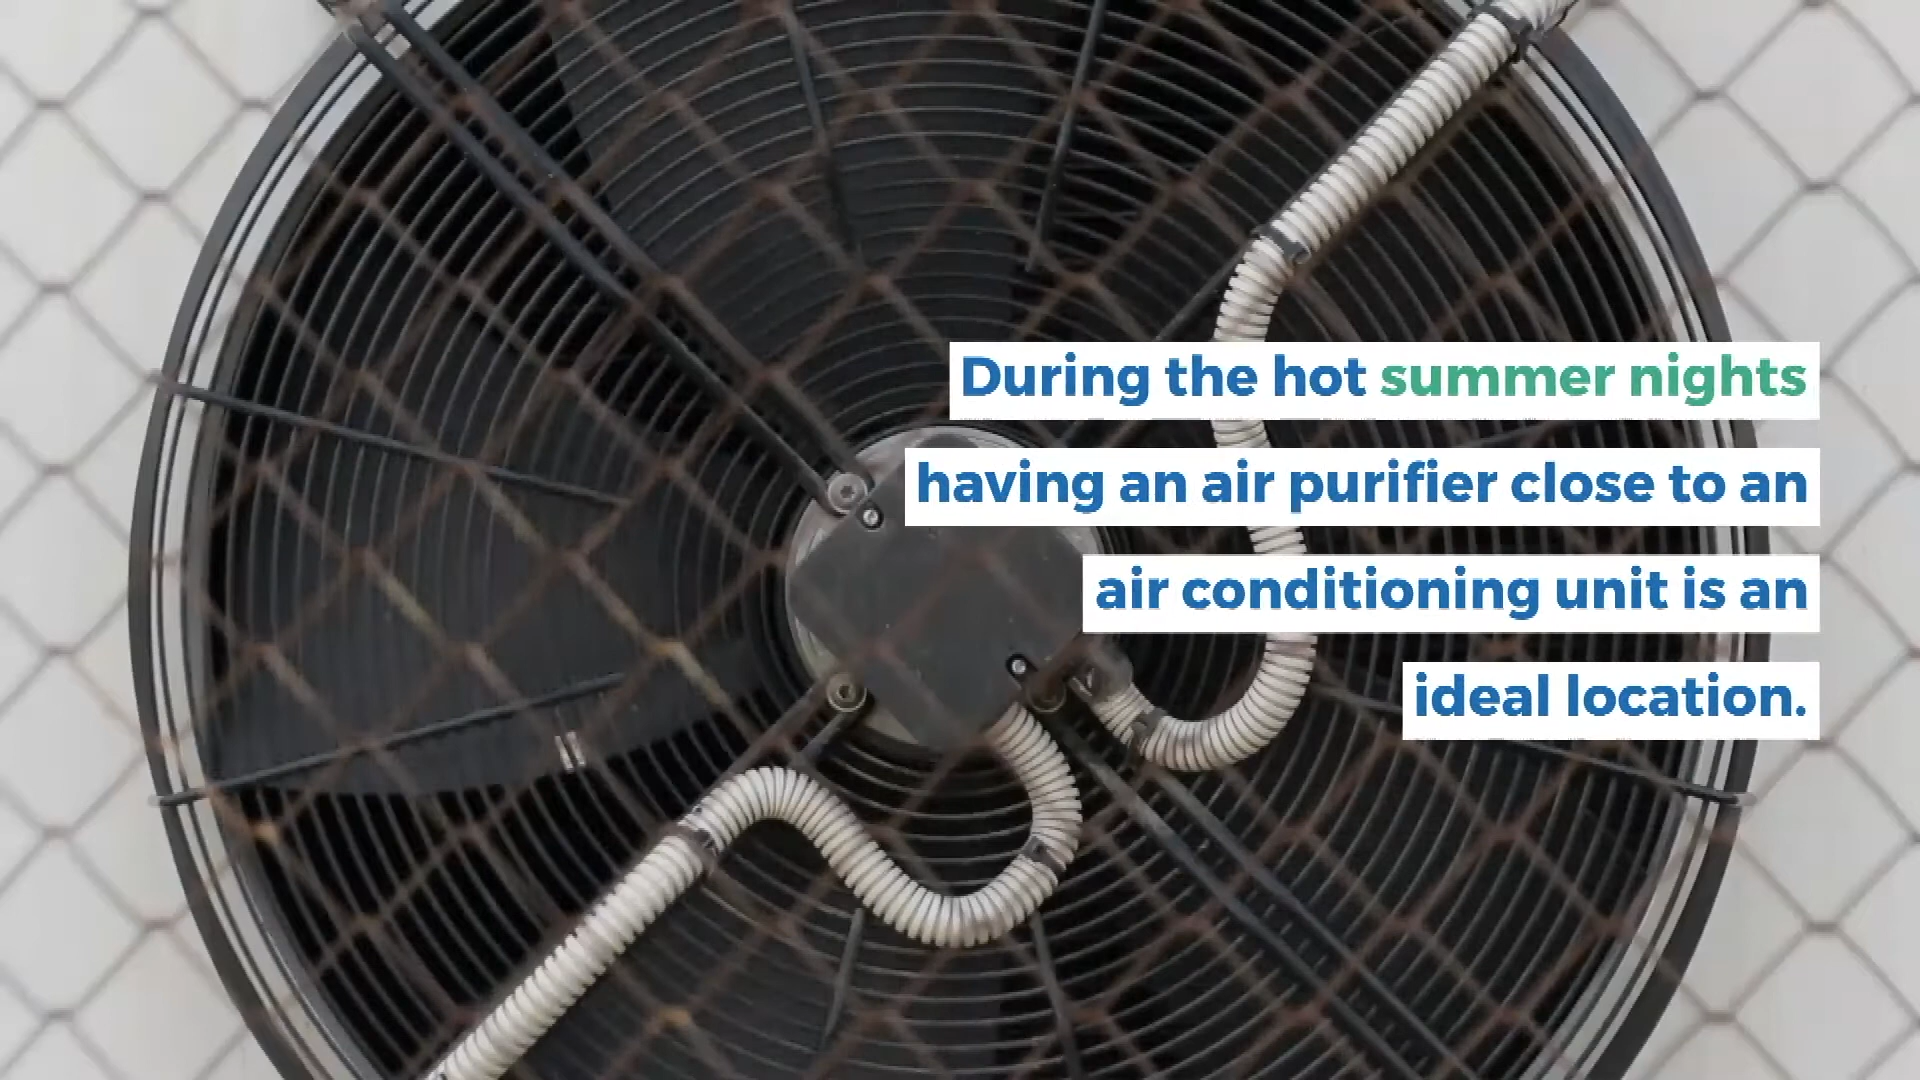 During the hot summer nights
having an air purifier close to an
air conditioning unit is an
ideal location.